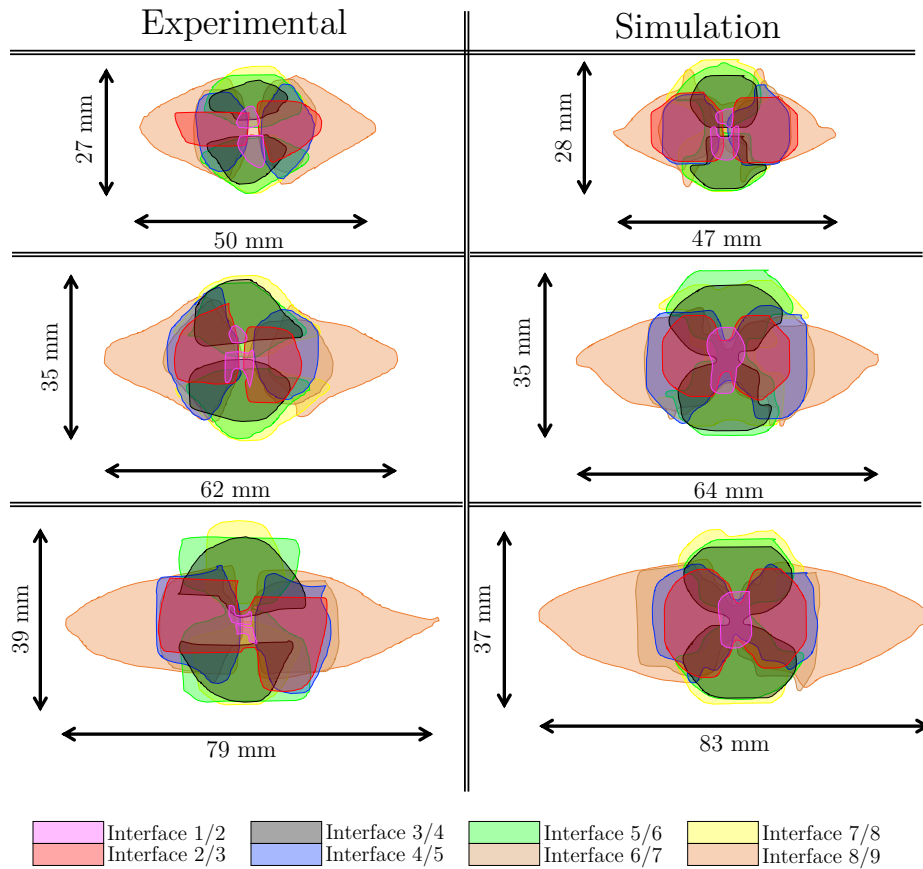 Experimental
Simulation
27 mm
50 mm
28 mm
47 mm
35 mm
62 mm
35 mm
64 mm
39 mm
79 mm
37 mm
83 mm
Interface 1/2 Interface 3/4 Interface 5/6 Interface 7/8
Interface 2/3 Interface 4/5 Interface 6/7 Interface 8/9